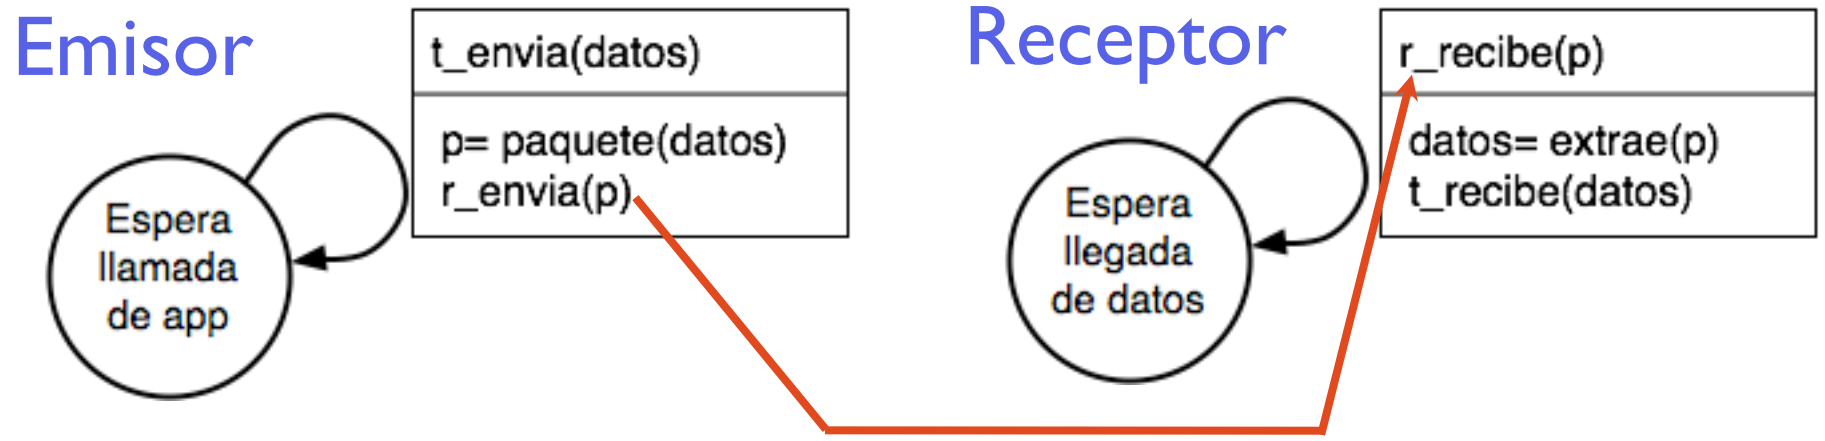 Emisor
t_envia(datos)
p= paquete(datos)
r_envia(p)
Espera
llamada
de app
Receptor
r_recibe(p)
datos= extrae(p)
t_recibe(datos)
Espera
llegada
de datos